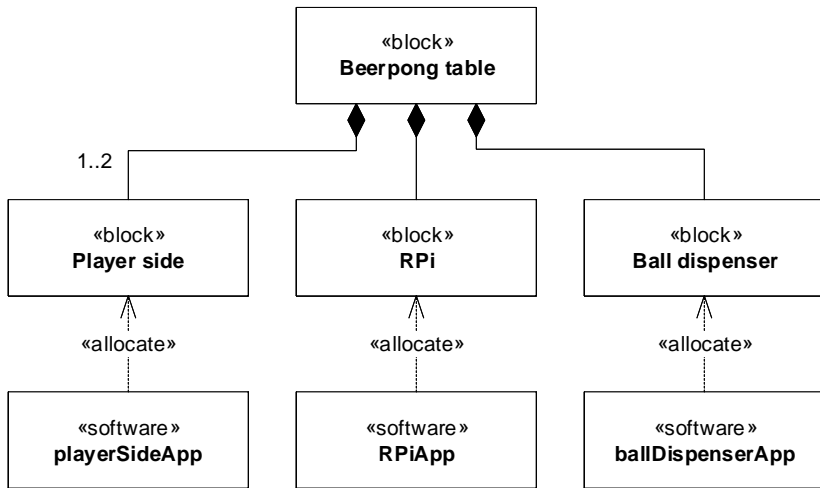 «block»
Beerpong table
1..2
«block»
Player side
«block»
RPi
«block»
Ball dispenser
«allocate»
«allocate»
«allocate»
«software»
playerSideApp
«software»
RPiApp
«software»
ballDispenserApp